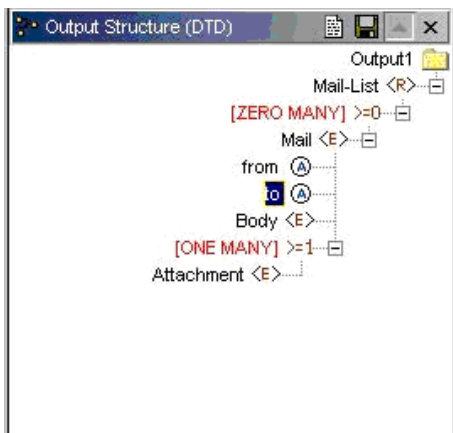 Output Structure (DTD)
Output1
Mail-List <R>
[ZERO MANY] >=0
Mail <E>
from A
to A
Body <E>
[ONE MANY] >=1
Attachment <E>